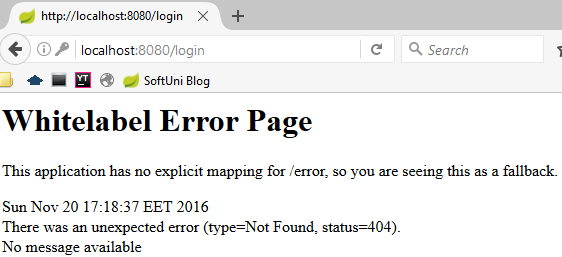 http://localhost:8080/login
localhost:8080/login
Search
YT
SoftUni Blog
Whitelabel Error Page
This application has no explicit mapping for /error, so you are seeing this as a fallback.
Sun Nov 20 17:18:37 EET 2016
There was an unexpected error (type=Not Found, status=404).
No message available